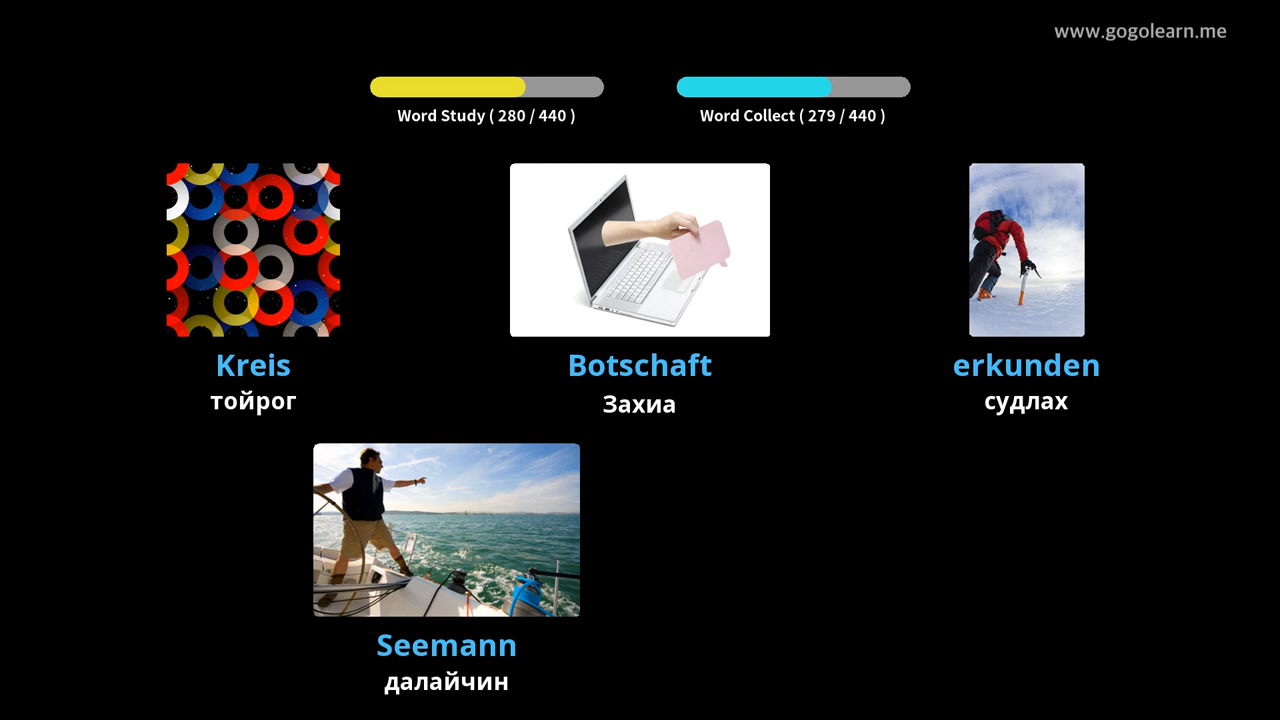 www.gogolearn.me
Word Study ( 280 / 440 )
Word Collect ( 279 / 440 )
Kreis
тойрог
Botschaft
Захиа
erkunden
судлах
Seemann
далайчин